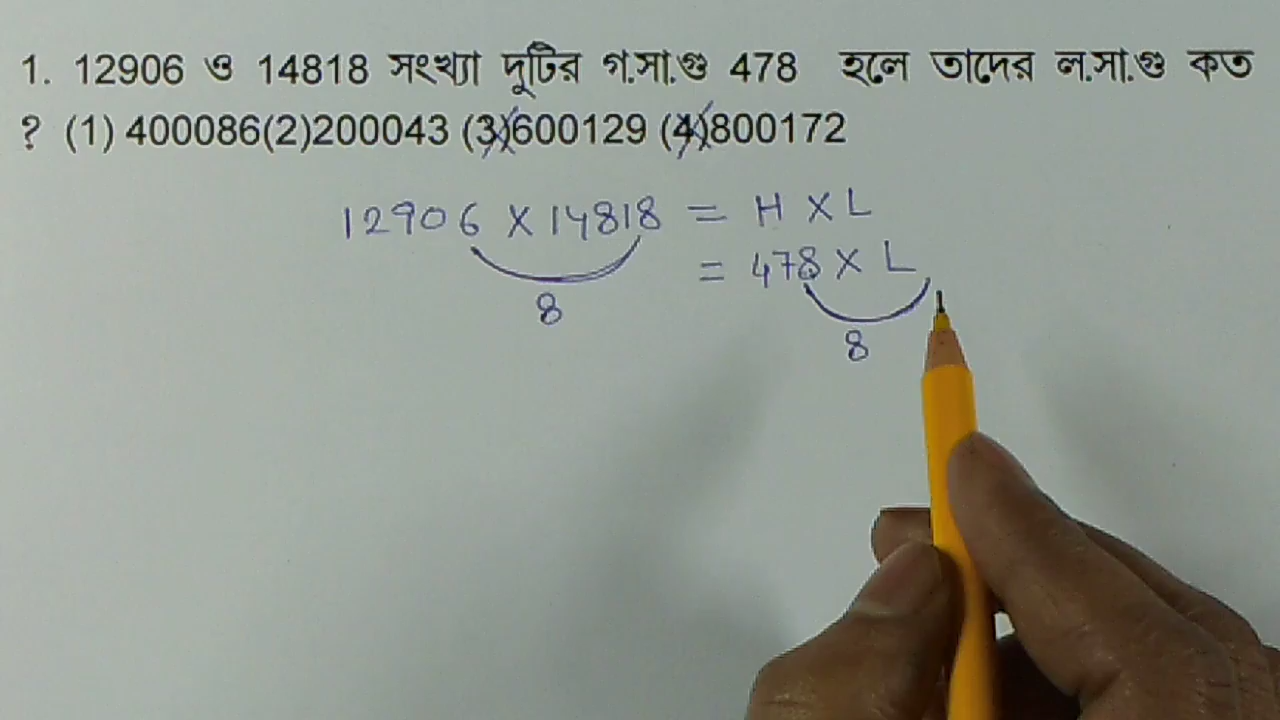 1. 12906 ও 14818 সংখ্যা দূটির গ.সা.গু 478 হলে তাদের ল.সা.গু কত
? (1) 400086(2)200043 (3)600129 (4)800172
12906 X 14818 = H X L
= 478 X L
8
8